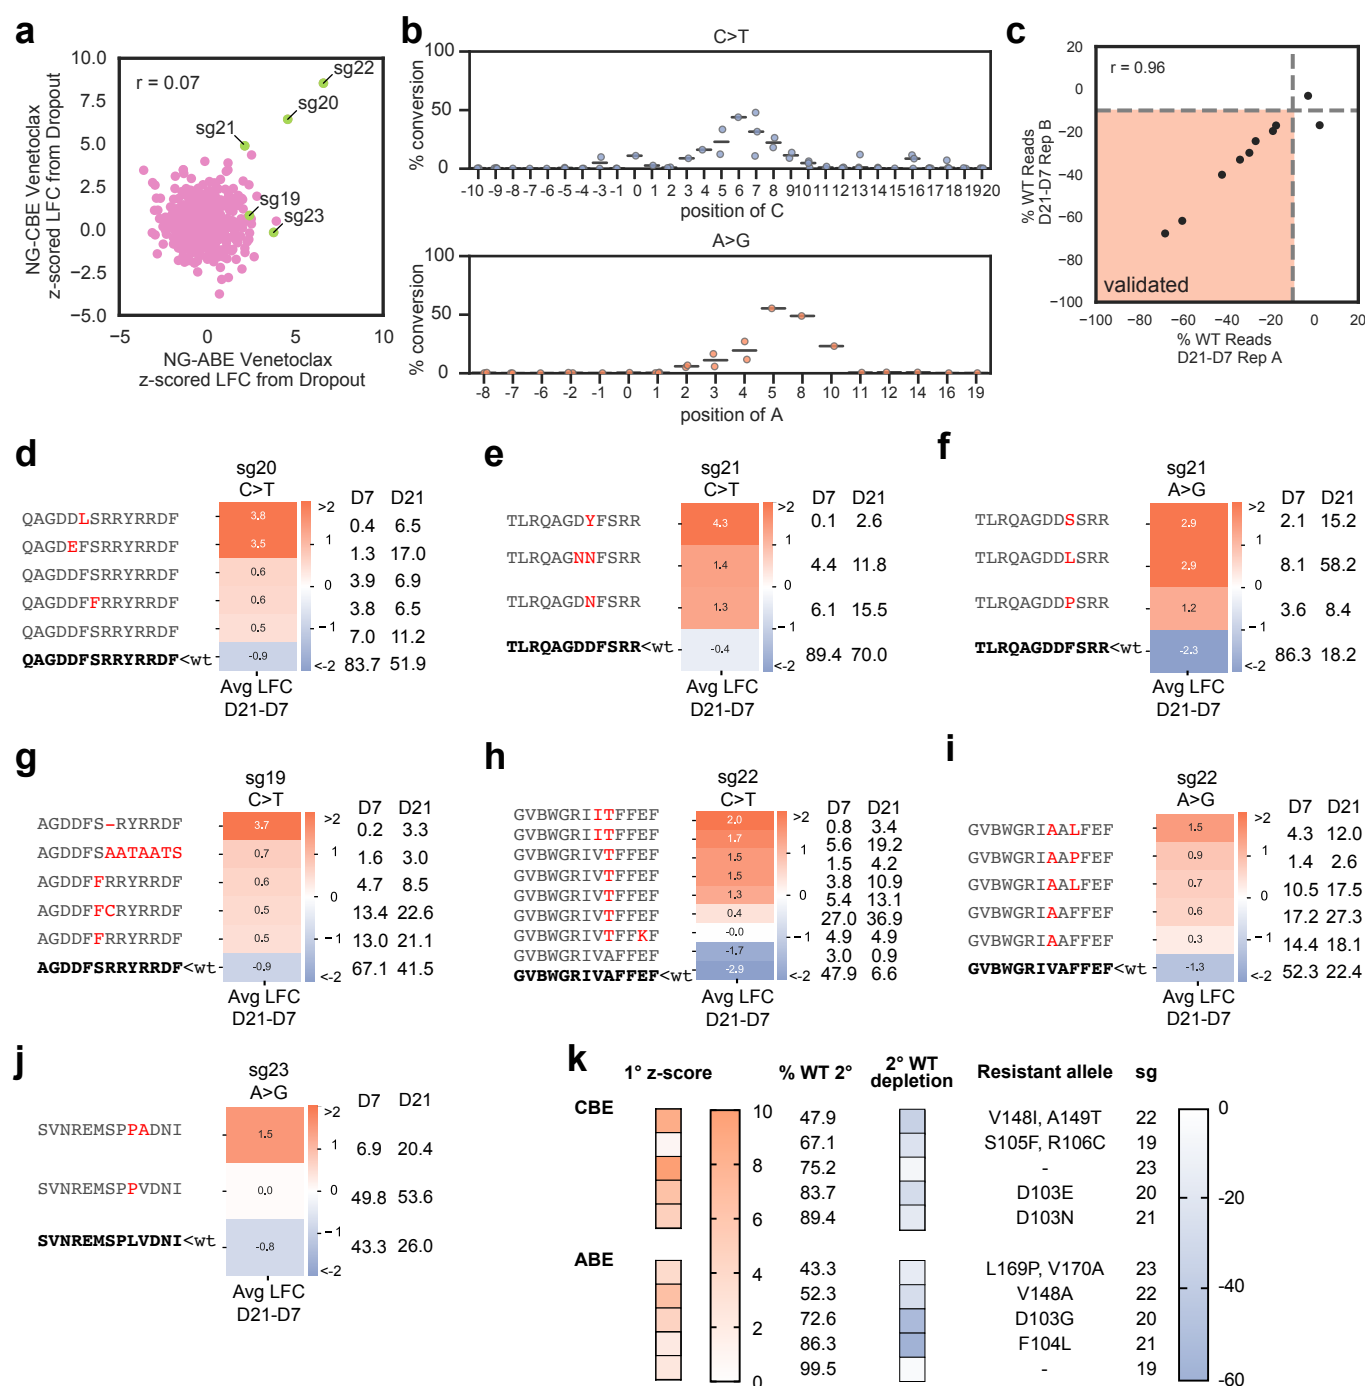 a
10.0
7.5
5.0
2.5
0.0
−2.5
−5.0
r = 0.07
sg22
sg20
sg21
sg19
sg23
−5
0
5
10
NG-CBE Venetoclax
z-scored LFC from Dropout
NG-ABE Venetoclax
z-scored LFC from Dropout
b
C>T
100
50
0
% conversion
-10 -9 -8 -7 -6 -5 -4 -3 -1 0 1 2 3 4 5 6 7 8 9 10 11 12 13 14 15 16 17 18 19 20
position of C
A>G
100
50
0
% conversion
-8 -7 -6 -2 -1 0 1 2 3 4 5 8 10 11 12 14 16 19
position of A
c
20
0
−20
−40
−60
−80
−100
r = 0.96
validated
−100 −80 −60 −40 −20 0 20
% WT Reads
D21-D7 Rep B
% WT Reads
D21-D7 Rep A
d
sg20
C>T
D7 D21
QAGDDLSRRYRRDF 3.8 0.4 6.5
QAGDEFSRRYRRDF 3.5 1.3 17.0
QAGDDFSRRYRRDF 0.6 3.9 6.9
QAGDDFFRRYRRDF 0.6 3.8 6.5
QAGDDFSRRYRRDF 0.5 7.0 11.2
QAGDDFSRRYRRDF<wt -0.9 83.7 51.9
>2
1
0
−1
<-2
Avg LFC
D21-D7
e
sg21
C>T
D7 D21
TLRQAGDYFSRR 4.3 0.1 2.6
TLRQAGNNFSRR 1.4 4.4 11.8
TLRQAGDNFSRR 1.3 6.1 15.5
TLRQAGDDFSRR<wt -0.4 89.4 70.0
>2
1
0
−1
<-2
Avg LFC
D21-D7
f
sg21
A>G
D7 D21
TLRQAGDDSSRR 2.9 2.1 15.2
TLRQAGDDLSRR 2.9 8.1 58.2
TLRQAGDDPSRR 1.2 3.6 8.4
TLRQAGDDFSRR<wt -2.3 86.3 18.2
>2
1
0
−1
<-2
Avg LFC
D21-D7
g
sg19
C>T
D7 D21
AGDDFS–RYRRDF 3.7 0.2 3.3
AGDDFSAATAATS 0.7 1.6 3.0
AGDDFFRRYRRDF 0.6 4.7 8.5
AGDDFFCRYRRDF 0.5 13.4 22.6
AGDDFFRRYRRDF 0.5 13.0 21.1
AGDDFSRRYRRDF<wt -0.9 67.1 41.5
>2
1
0
−1
<-2
Avg LFC
D21-D7
h
sg22
C>T
D7 D21
GVBWGRIITFFEF 2.0 0.8 3.4
GVBWGRIITFFEF 1.7 5.6 19.2
GVBWGRIVTFFEF 1.5 1.5 4.2
GVBWGRIVTFFEF 1.5 3.8 10.9
GVBWGRIVTFFEF 1.3 5.4 13.1
GVBWGRIVTFFEF 0.4 27.0 36.9
GVBWGRIVTFFKF -0.0 4.9 4.9
GVBWGRIVAFFEF -1.7 3.0 0.9
GVBWGRIVAFFEF<wt -2.9 47.9 6.6
>2
1
0
−1
<-2
Avg LFC
D21-D7
i
sg22
A>G
D7 D21
GVBWGRIAALFEF 1.5 4.3 12.0
GVBWGRIAAPFEF 0.9 1.4 2.6
GVBWGRIAALFEF 0.7 10.5 17.5
GVBWGRIAAFFEF 0.6 17.2 27.3
GVBWGRIAAFFEF 0.3 14.4 18.1
GVBWGRIVAFFEF<wt -1.3 52.3 22.4
>2
1
0
−1
<-2
Avg LFC
D21-D7
j
sg23
A>G
D7 D21
SVNREMSPPADNI 1.5 6.9 20.4
SVNREMSPPVDNI 0.0 49.8 53.6
SVNREMSPLVDNI<wt -0.8 43.3 26.0
>2
1
0
−1
<-2
Avg LFC
D21-D7
k
1° z-score % WT 2° 2° WT depletion Resistant allele sg
CBE
47.9 V148I, A149T 22
67.1 S105F, R106C 19
75.2 - 23
83.7 D103E 20
89.4 D103N 21
ABE
43.3 L169P, V170A 23
52.3 V148A 22
72.6 D103G 20
86.3 F104L 21
99.5 - 19
10
8
6
4
2
0
0
-20
-40
-60